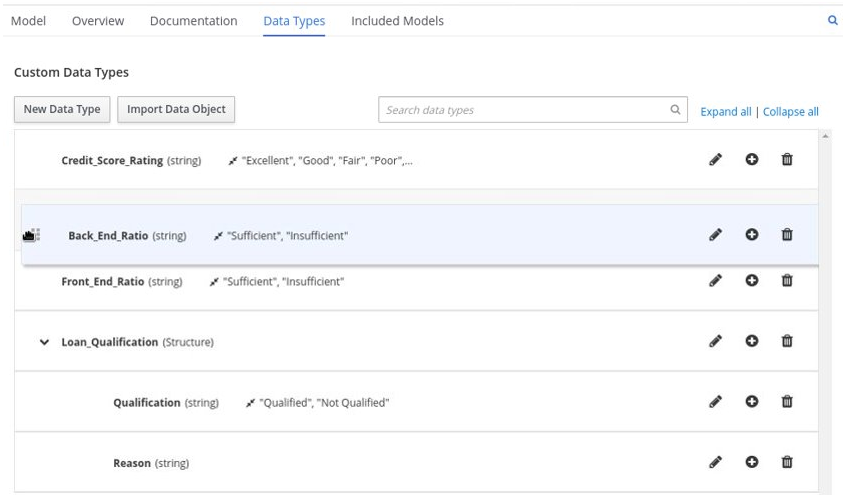 Model Overview Documentation Data Types Included Models
Custom Data Types
New Data Type Import Data Object Search data types Expand all | Collapse all
Credit_Score_Rating (string) "Excellent", "Good", "Fair", "Poor",...
Back_End_Ratio (string) "Sufficient", "Insufficient"
Front_End_Ratio (string) "Sufficient", "Insufficient"
Loan_Qualification (Structure)
Qualification (string) "Qualified", "Not Qualified"
Reason (string)